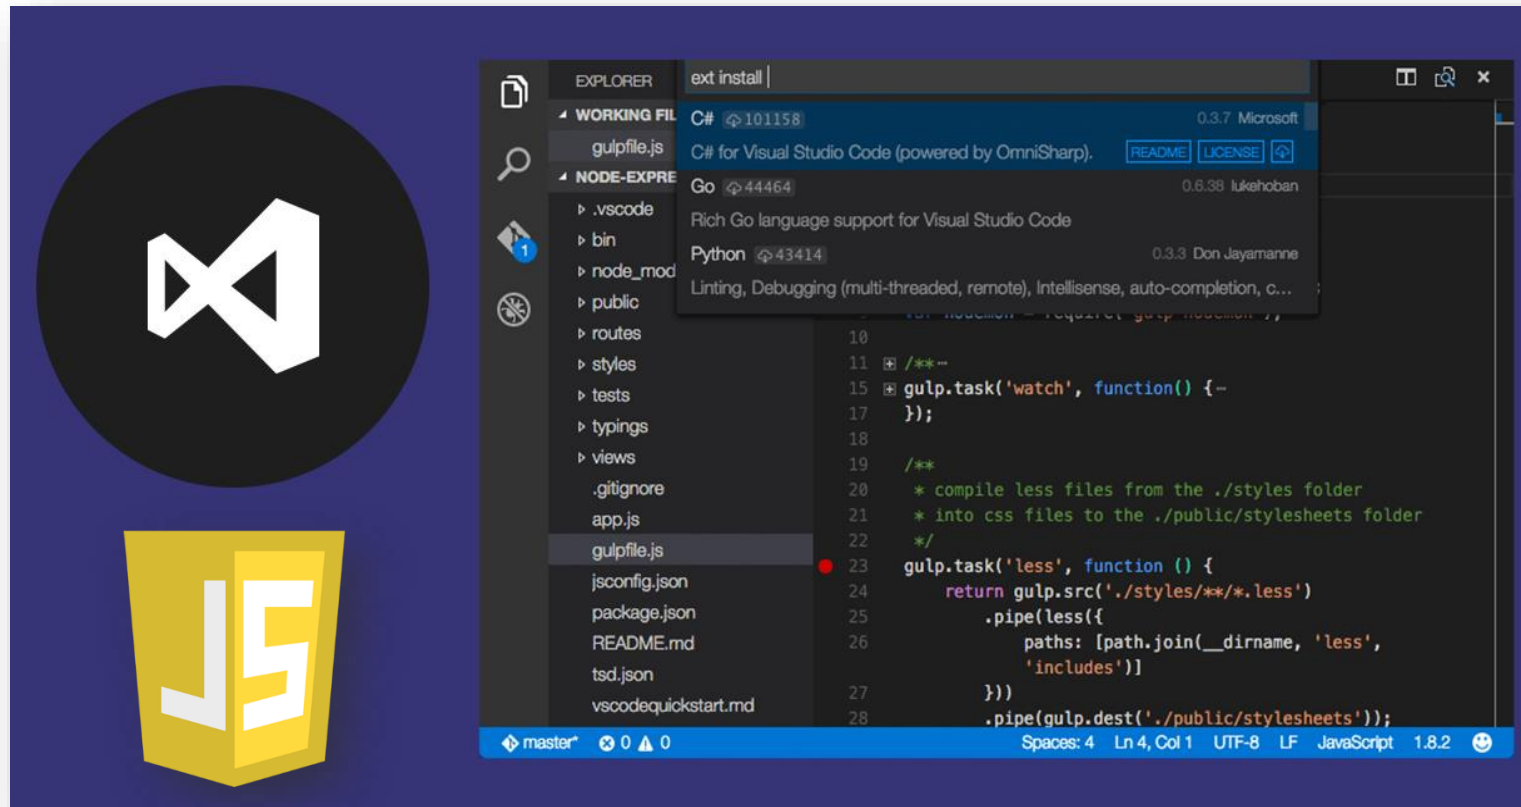 EXPLORER
WORKING FIL
gulpfile.js
NODE-EXPRE
.vscode
bin
node_mod
public
routes
styles
tests
typings
views
.gitignore
app.js
gulpfile.js
jsconfig.json
package.json
README.md
tsd.json
vscodequickstart.md
1
ext install
C# 101158 0.3.7 Microsoft
C# for Visual Studio Code (powered by OmniSharp). README LICENSE
Go 44464 0.6.38 lukehoban
Rich Go language support for Visual Studio Code
Python 43414 0.3.3 Don Jayamanne
Linting, Debugging (multi-threaded, remote), Intellisense, auto-completion, c...
10
11 /**
15 gulp.task('watch', function() {
17 });
18
19 /**
20 * compile less files from the ./styles folder
21 * into css files to the ./public/stylesheets folder
22 */
23 gulp.task('less', function () {
24 return gulp.src('./styles/**/*.less')
25 .pipe(less({
26 paths: [path.join(__dirname, 'less',
'includes')]
27 }))
28 .pipe(gulp.dest('./public/stylesheets'));
master* 0 0 Spaces: 4 Ln 4, Col 1 UTF-8 LF JavaScript 1.8.2
JS